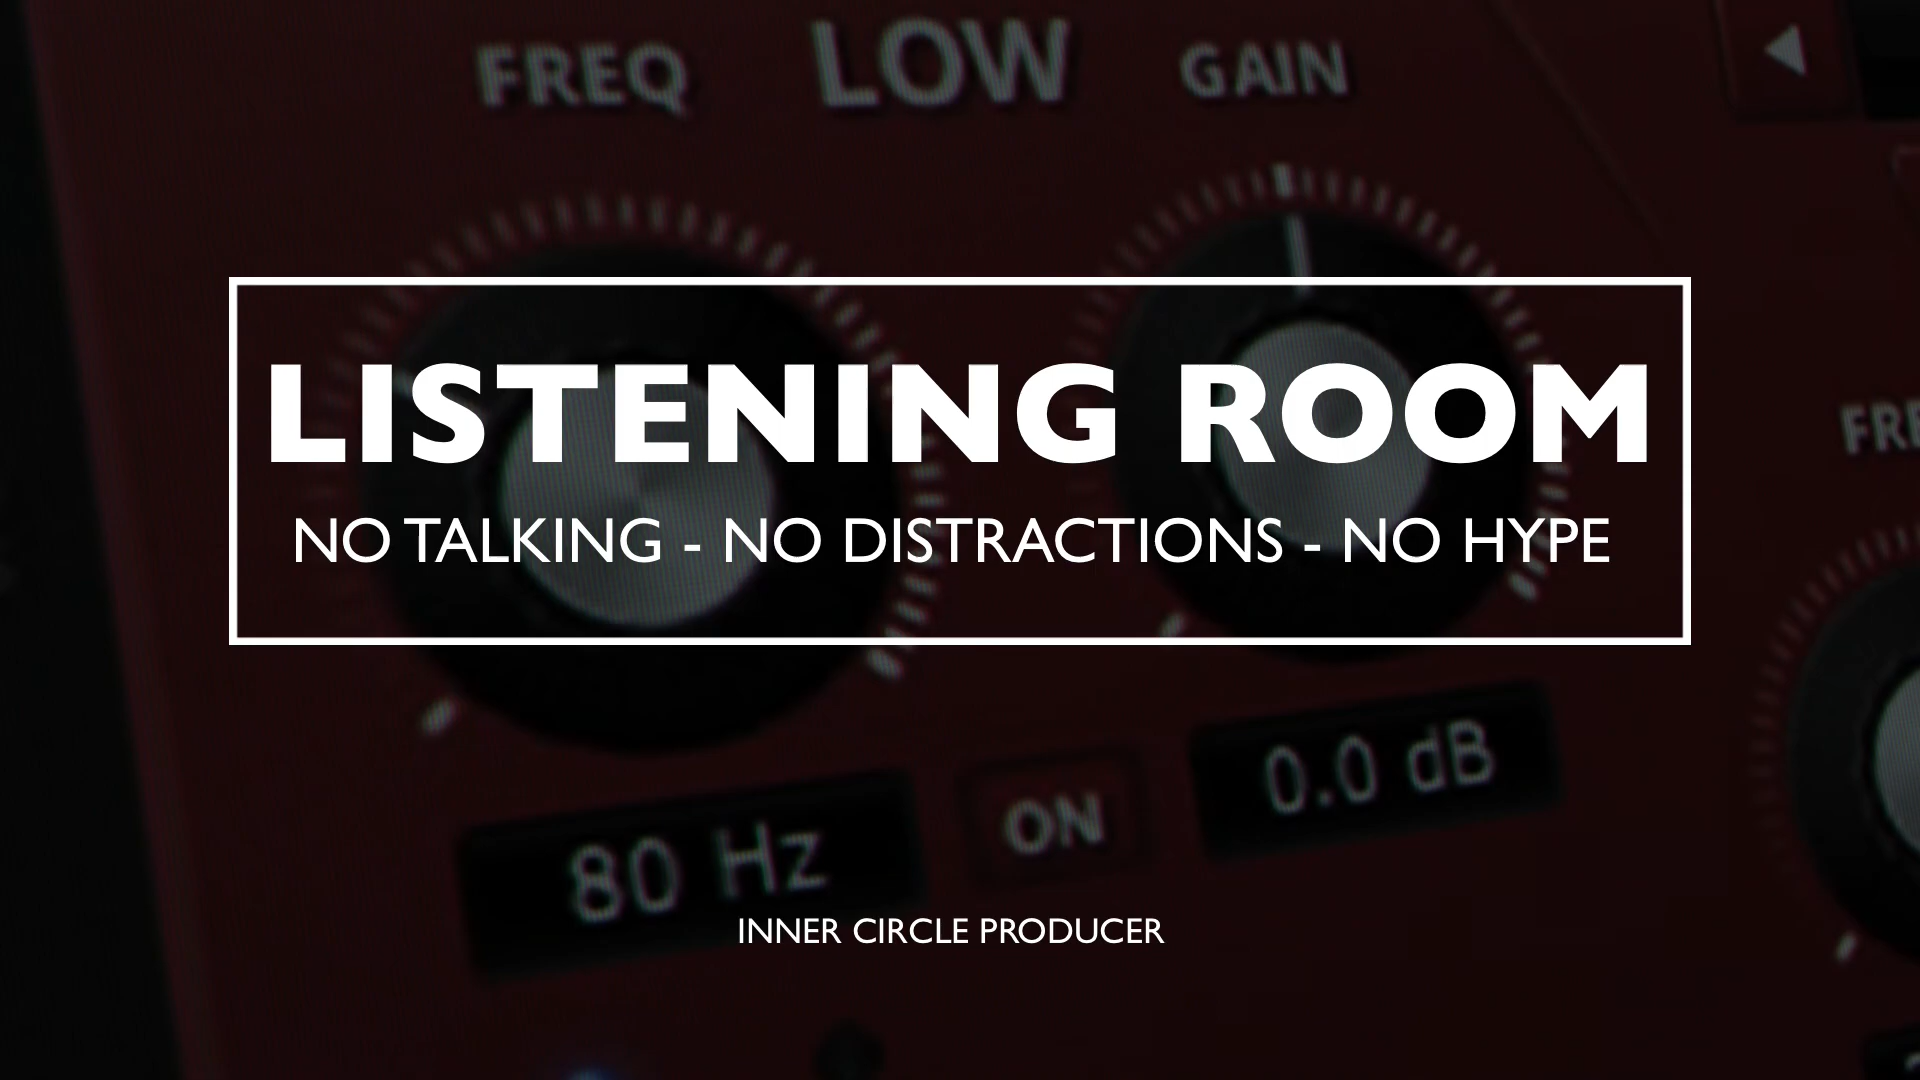 FREQ LOW GAIN
LISTENING ROOM
NO TALKING - NO DISTRACTIONS - NO HYPE
0.0 dB
80 Hz ON
INNER CIRCLE PRODUCER